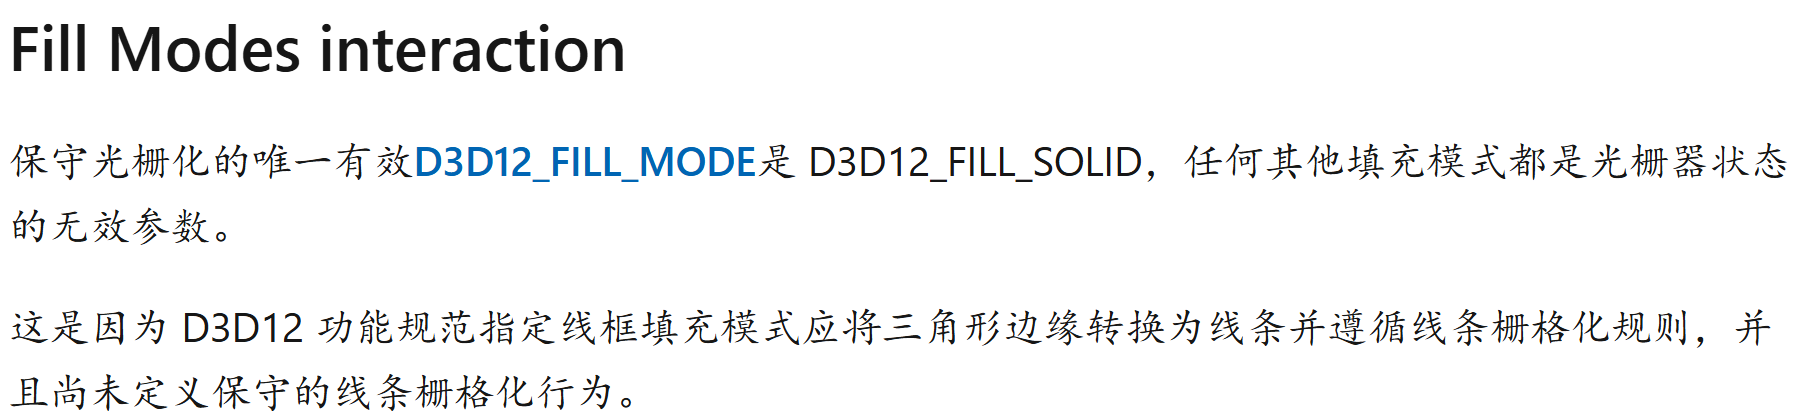 Fill Modes interaction
保守光栅化的唯一有效D3D12_FILL_MODE是 D3D12_FILL_SOLID，任何其他填充模式都是光栅器状态
的无效参数。
这是因为 D3D12 功能规范指定线框填充模式应将三角形边缘转换为线条并遵循线条栅格化规则，并
且尚未定义保守的线条栅格化行为。